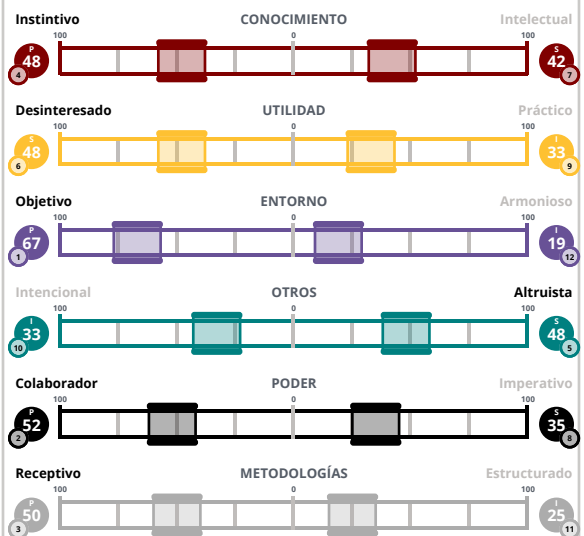 Instintivo CONOCIMIENTO Intelectual
100 0 100
P 48 4 S 42 7
Desinteresado UTILIDAD Práctico
100 0 100
S 48 6 I 33 9
Objetivo ENTORNO Armonioso
100 0 100
P 67 1 I 19 12
Intencional OTROS Altruista
100 0 100
I 33 10 S 48 5
Colaborador PODER Imperativo
100 0 100
P 52 2 S 35 8
Receptivo METODOLOGÍAS Estructurado
100 0 100
P 50 3 I 25 11